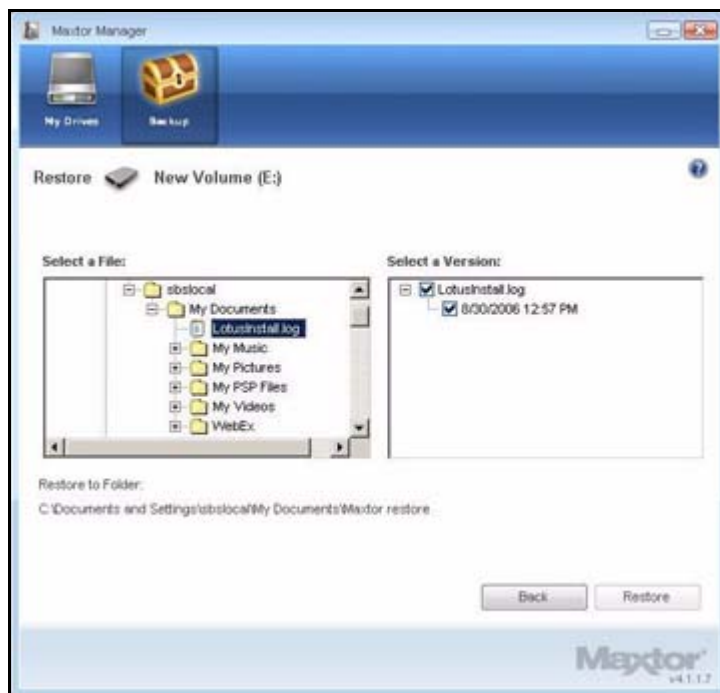 Maxtor Manager
My Drives
Backup
Restore New Volume (E:)
Select a File:
sbslocal
My Documents
LotusInstall.log
My Music
My Pictures
My PSP Files
My Videos
WebEx
Select a Version:
LotusInstall.log
8/30/2006 12:57 PM
Restore to Folder:
C:\Documents and Settings\sbslocal\My Documents\Maxtor restore
Back
Restore
Maxtor
v4.1.1.7